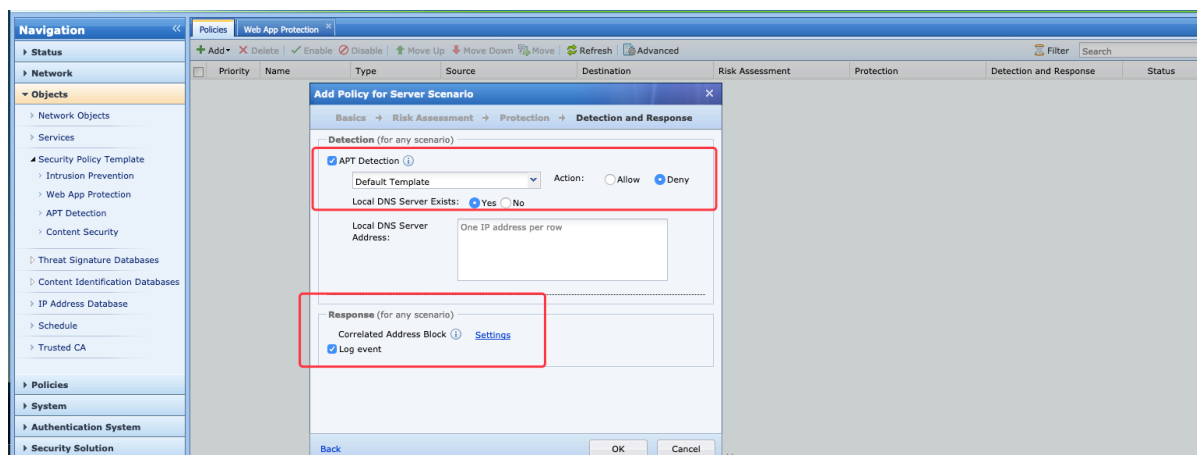 Navigation
Policies Web App Protection
Status
Add Delete Enable Disable Move Up Move Down Move Refresh Advanced Filter Search
Network
Priority Name Type Source Destination Risk Assessment Protection Detection and Response Status
Objects
Add Policy for Server Scenario
Network Objects
Basics → Risk Assessment → Protection → Detection and Response
Services
Detection (for any scenario)
Security Policy Template
APT Detection
Intrusion Prevention
Default Template Action: Allow Deny
Web App Protection
Local DNS Server Exists: Yes No
APT Detection
Local DNS Server Address:
One IP address per row
Content Security
Threat Signature Databases
Content Identification Databases
IP Address Database
Response (for any scenario)
Schedule
Correlated Address Block Settings
Trusted CA
Log event
Policies
System
Authentication System
Security Solution
Back OK Cancel